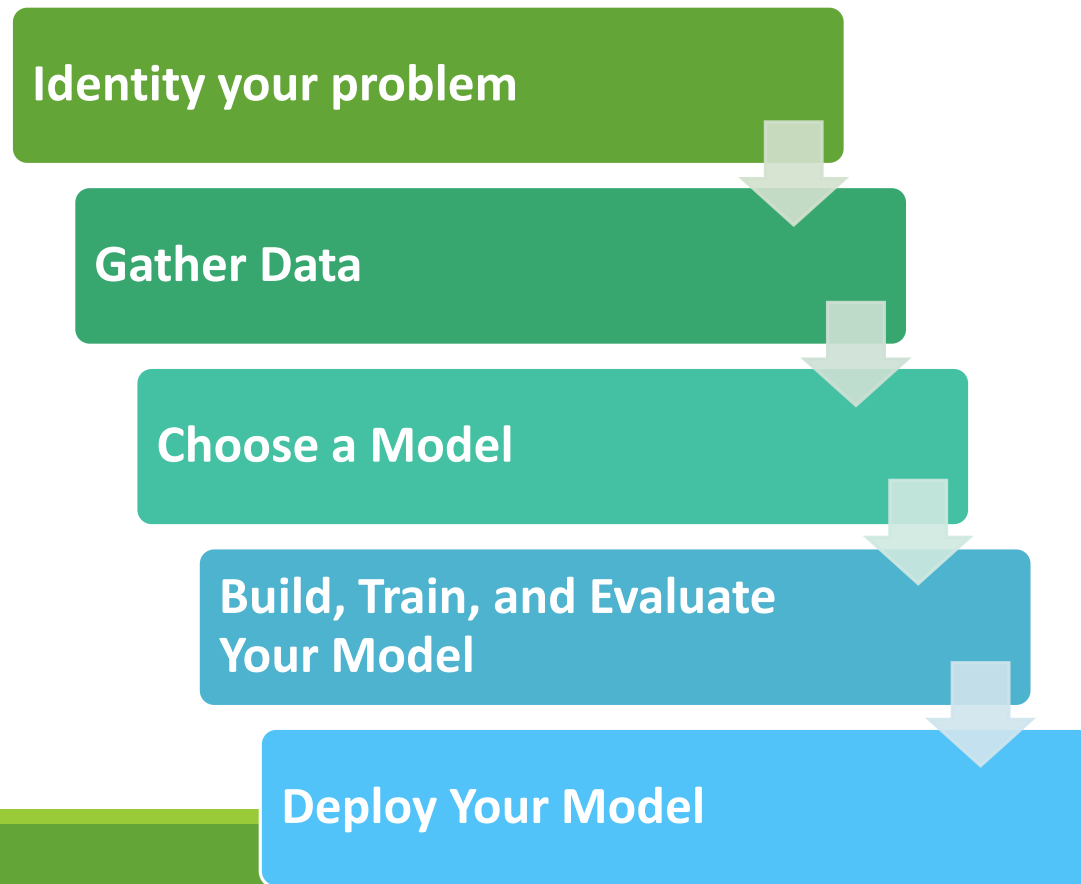 Identity your problem
Gather Data
Choose a Model
Build, Train, and Evaluate
Your Model
Deploy Your Model